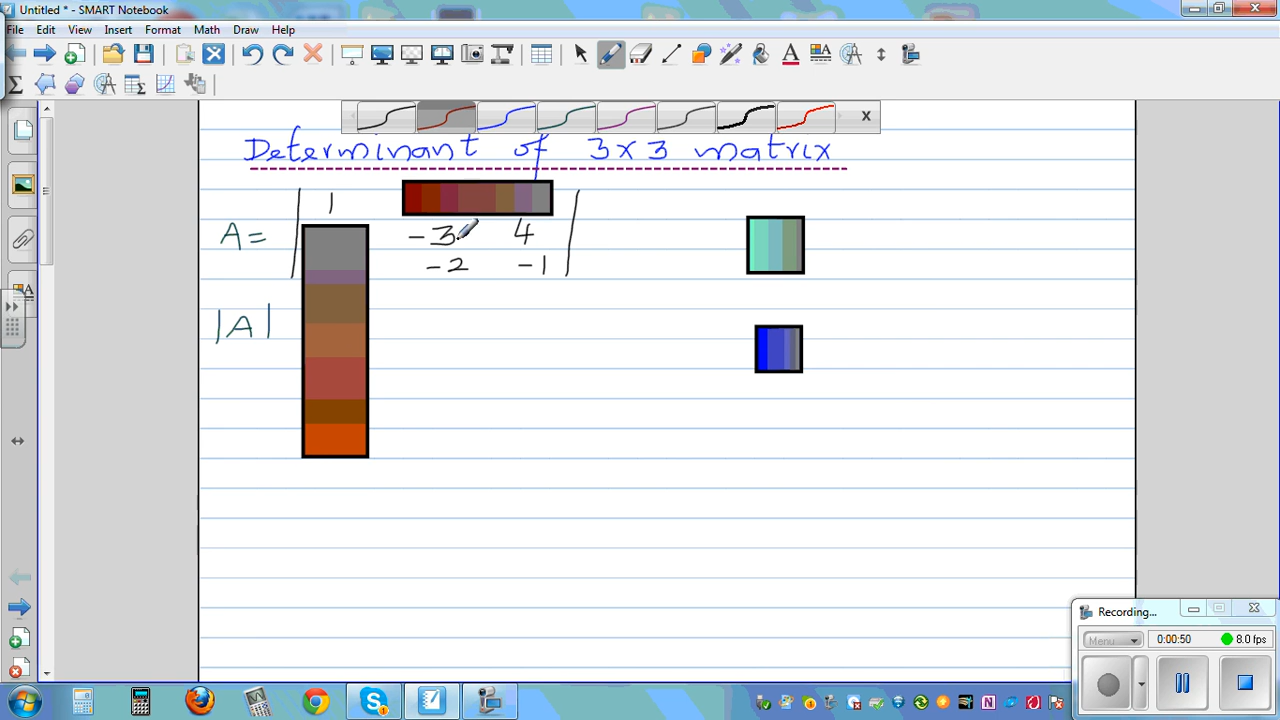 Untitled * - SMART Notebook
File Edit View Insert Format Math Draw Help
Determinant of 3x3 matrix
1
A = -3 4
-2 -1
|A|
Recording...
Menu 0:00:50 8.0 fps